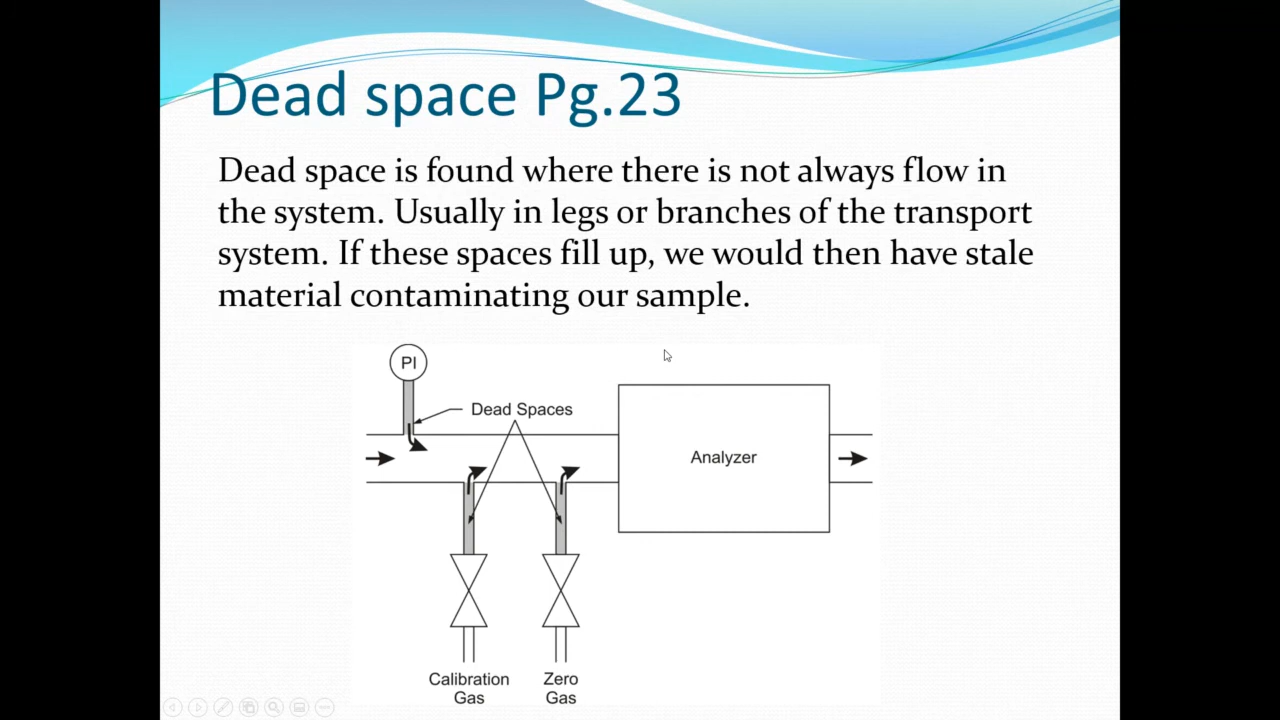 Dead space Pg.23
Dead space is found where there is not always flow in
the system. Usually in legs or branches of the transport
system. If these spaces fill up, we would then have stale
material contaminating our sample.
PI
Dead Spaces
Analyzer
Calibration
Gas
Zero
Gas